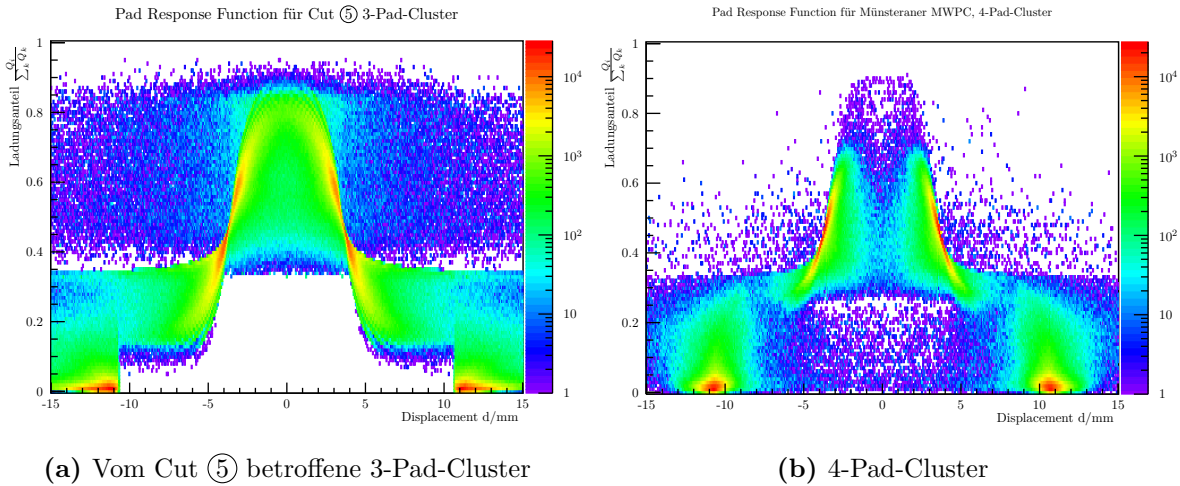 Pad Response Function für Cut ⑤ 3-Pad-Cluster
Ladungsanteil Q_i / ∑_k Q_k
1
0.8
0.6
0.4
0.2
0
-15 -10 -5 0 5 10 15
Displacement d/mm
10^4
10^3
10^2
10
1
(a) Vom Cut ⑤ betroffene 3-Pad-Cluster
Pad Response Function für Münsteraner MWPC, 4-Pad-Cluster
Ladungsanteil Q_i / ∑_k Q_k
1
0.8
0.6
0.4
0.2
0
-15 -10 -5 0 5 10 15
Displacement d/mm
10^4
10^3
10^2
10
1
(b) 4-Pad-Cluster